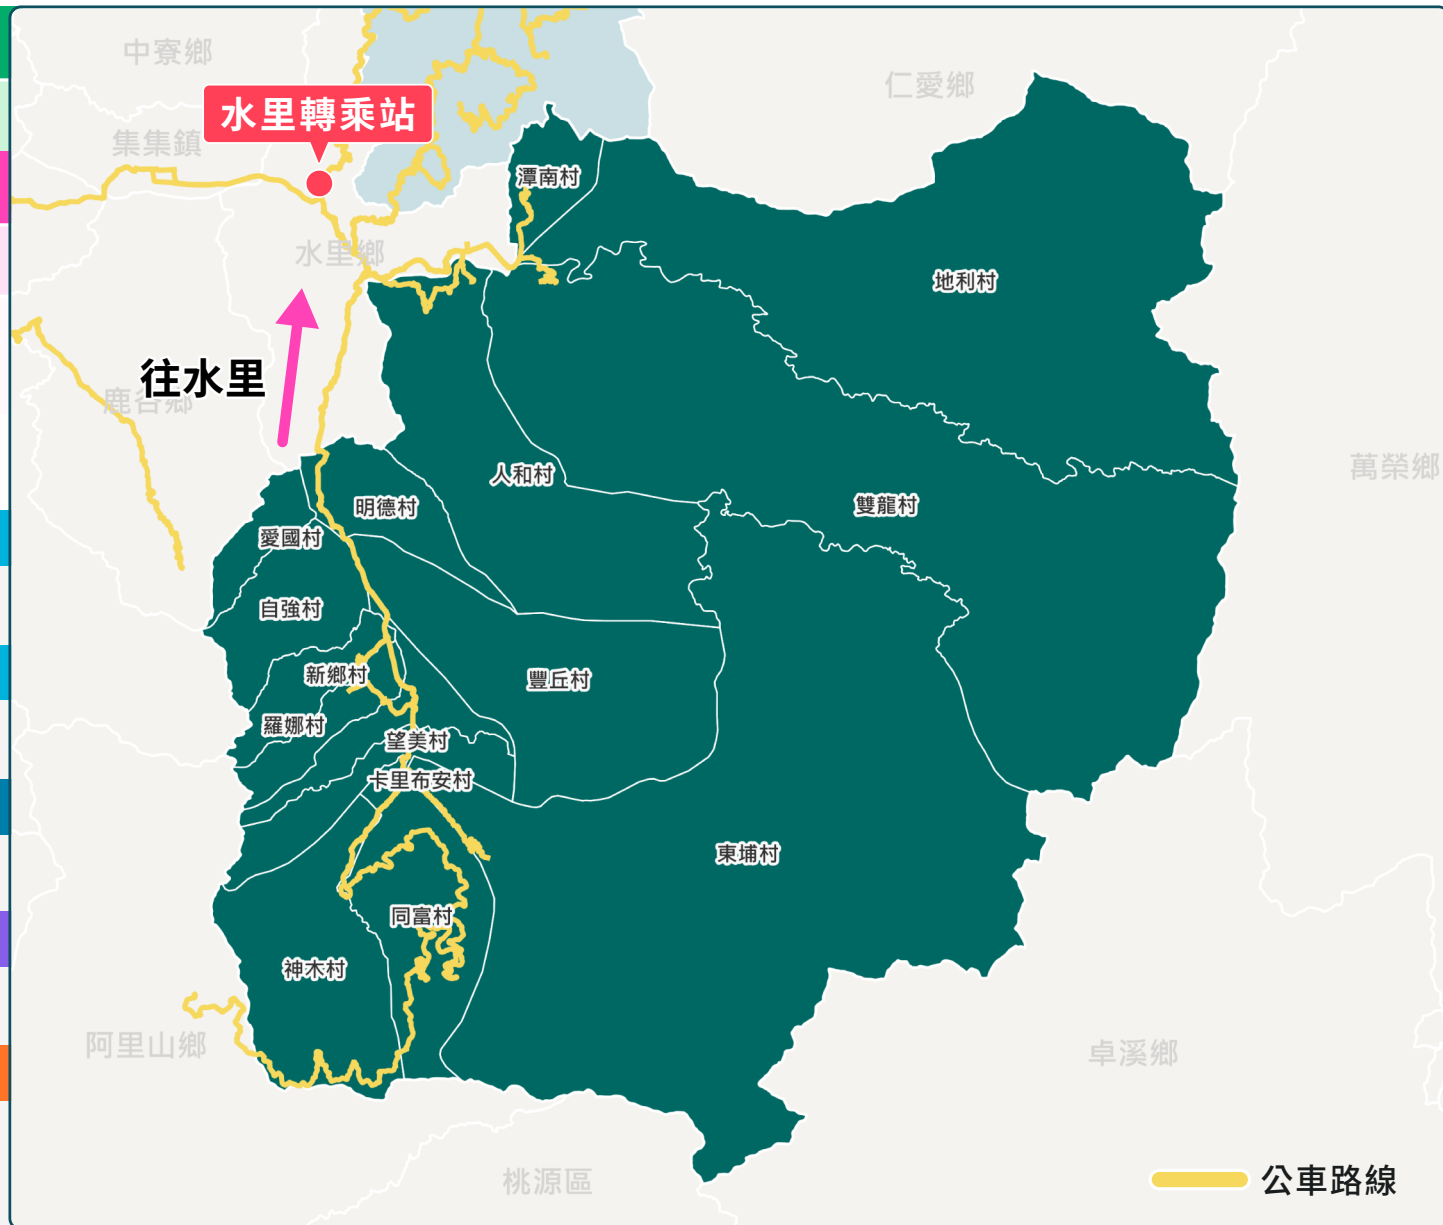 中寮鄉
仁愛鄉
水里轉乘站
集集鎮
潭南村
水里鄉
地利村
往水里
鹿谷鄉
萬榮鄉
人和村
明德村
雙龍村
愛國村
自強村
新鄉村
豐丘村
羅娜村
望美村
卡里布安村
東埔村
同富村
神木村
阿里山鄉
卓溪鄉
桃源區
公車路線